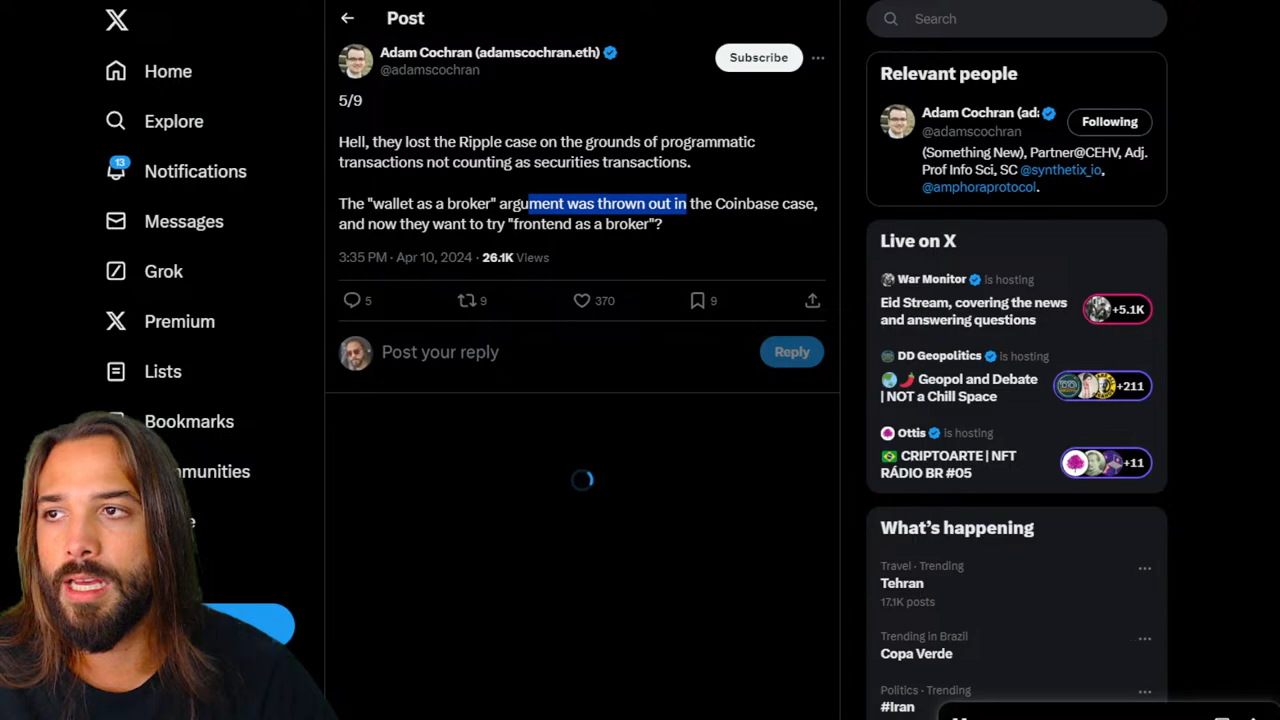 Home
Explore
13
Notifications
Messages
Grok
Premium
Lists
Bookmarks
Post
Adam Cochran (adamscochran.eth)
@adamscochran
Subscribe
5/9
Hell, they lost the Ripple case on the grounds of programmatic
transactions not counting as securities transactions.
The "wallet as a broker" argument was thrown out in the Coinbase case,
and now they want to try "frontend as a broker"?
3:35 PM · Apr 10, 2024 · 26.1K Views
5 9 370 9
Post your reply
Reply
Search
Relevant people
Adam Cochran (ad:
@adamscochran
Following
(Something New), Partner@CEHV, Adj.
Prof Info Sci, SC @synthetix_io,
@amphoraprotocol.
Live on X
War Monitor is hosting
Eid Stream, covering the news
and answering questions
+5.1K
DD Geopolitics is hosting
Geopol and Debate
| NOT a Chill Space
+211
Ottis is hosting
CRIPTOARTE | NFT
RÁDIO BR #05
+11
What's happening
Travel · Trending
Tehran
17.1K posts
Trending in Brazil
Copa Verde
Politics · Trending
#Iran